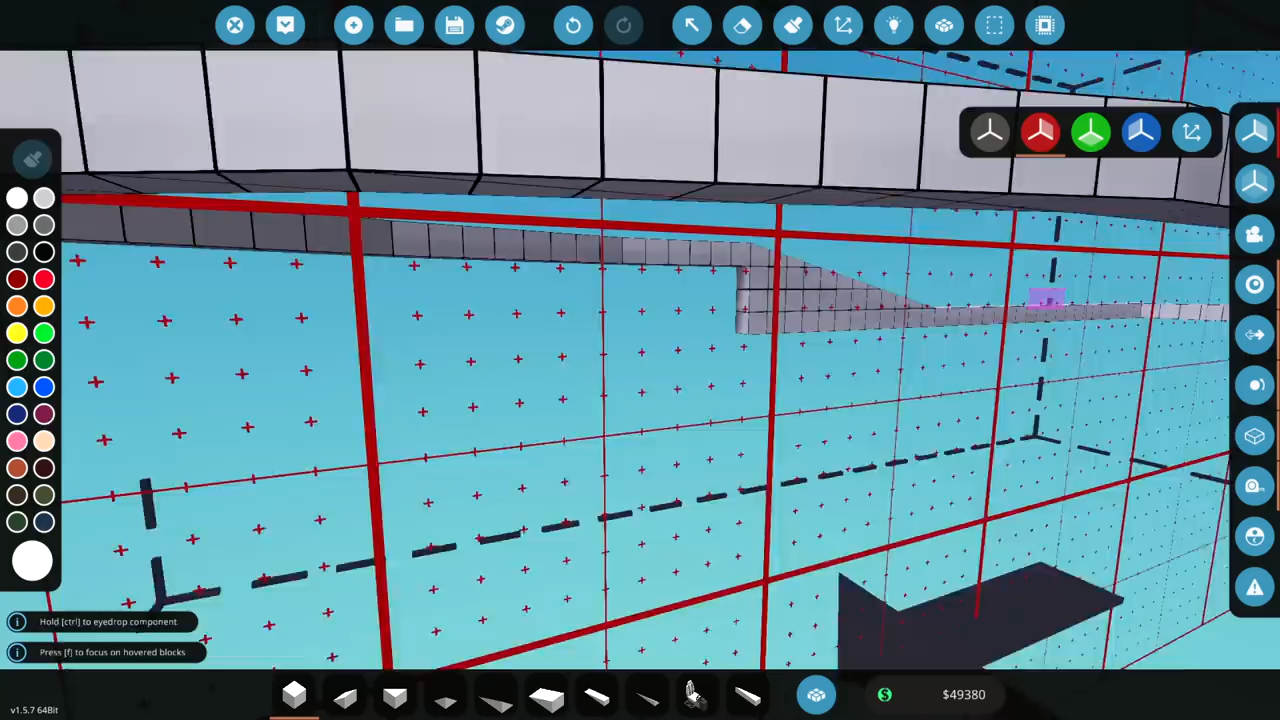 Hold [ctrl] to eyedrop component
Press [f] to focus on hovered blocks
v1.5.7 64Bit
$
$49380